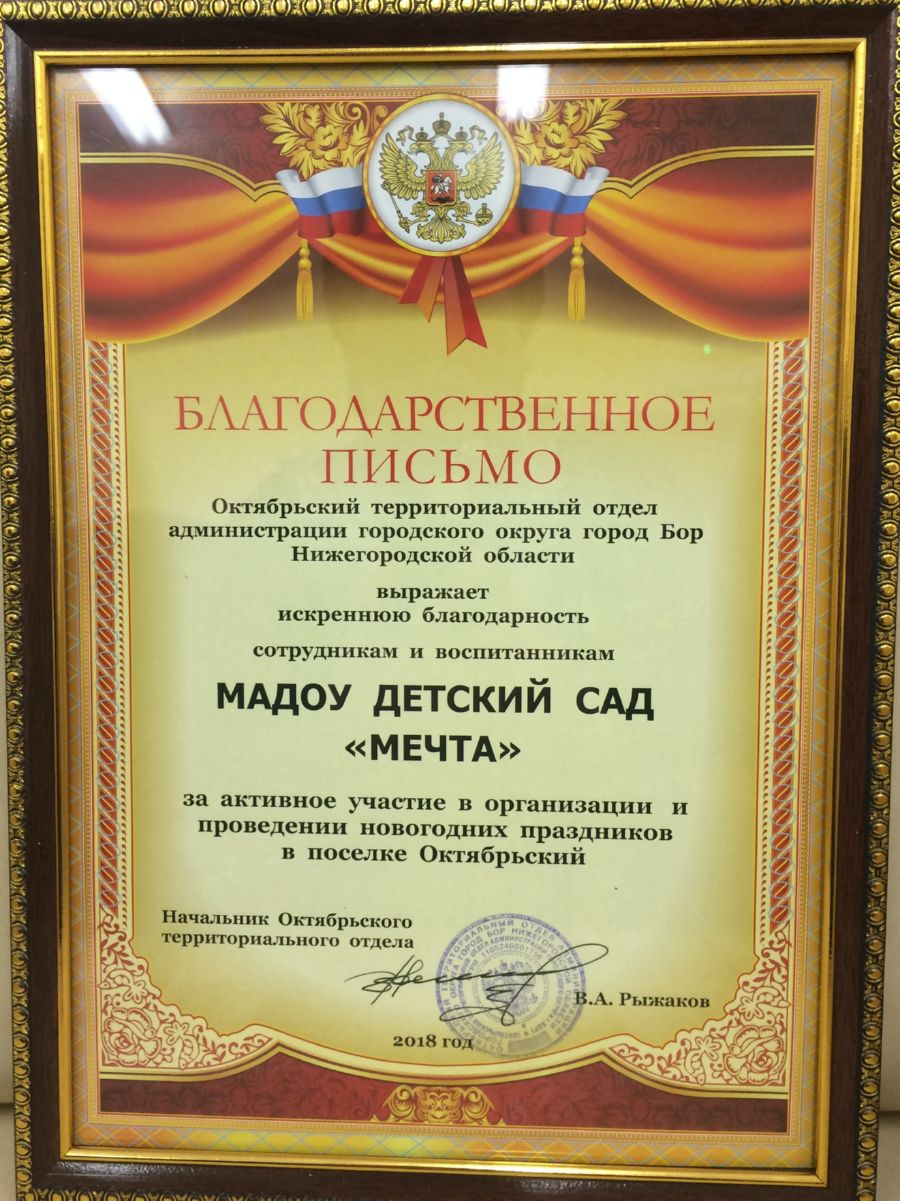 БЛАГОДАРСТВЕННОЕ
ПИСЬМО
Октябрьский территориальный отдел
администрации городского округа город Бор
Нижегородской области
выражает
искреннюю благодарность
сотрудникам и воспитанникам
МАДОУ ДЕТСКИЙ САД
«МЕЧТА»
за активное участие в организации и
проведении новогодних праздников
в поселке Октябрьский
Начальник Октябрьского
территориального отдела
В.А. Рыжаков
2018 год